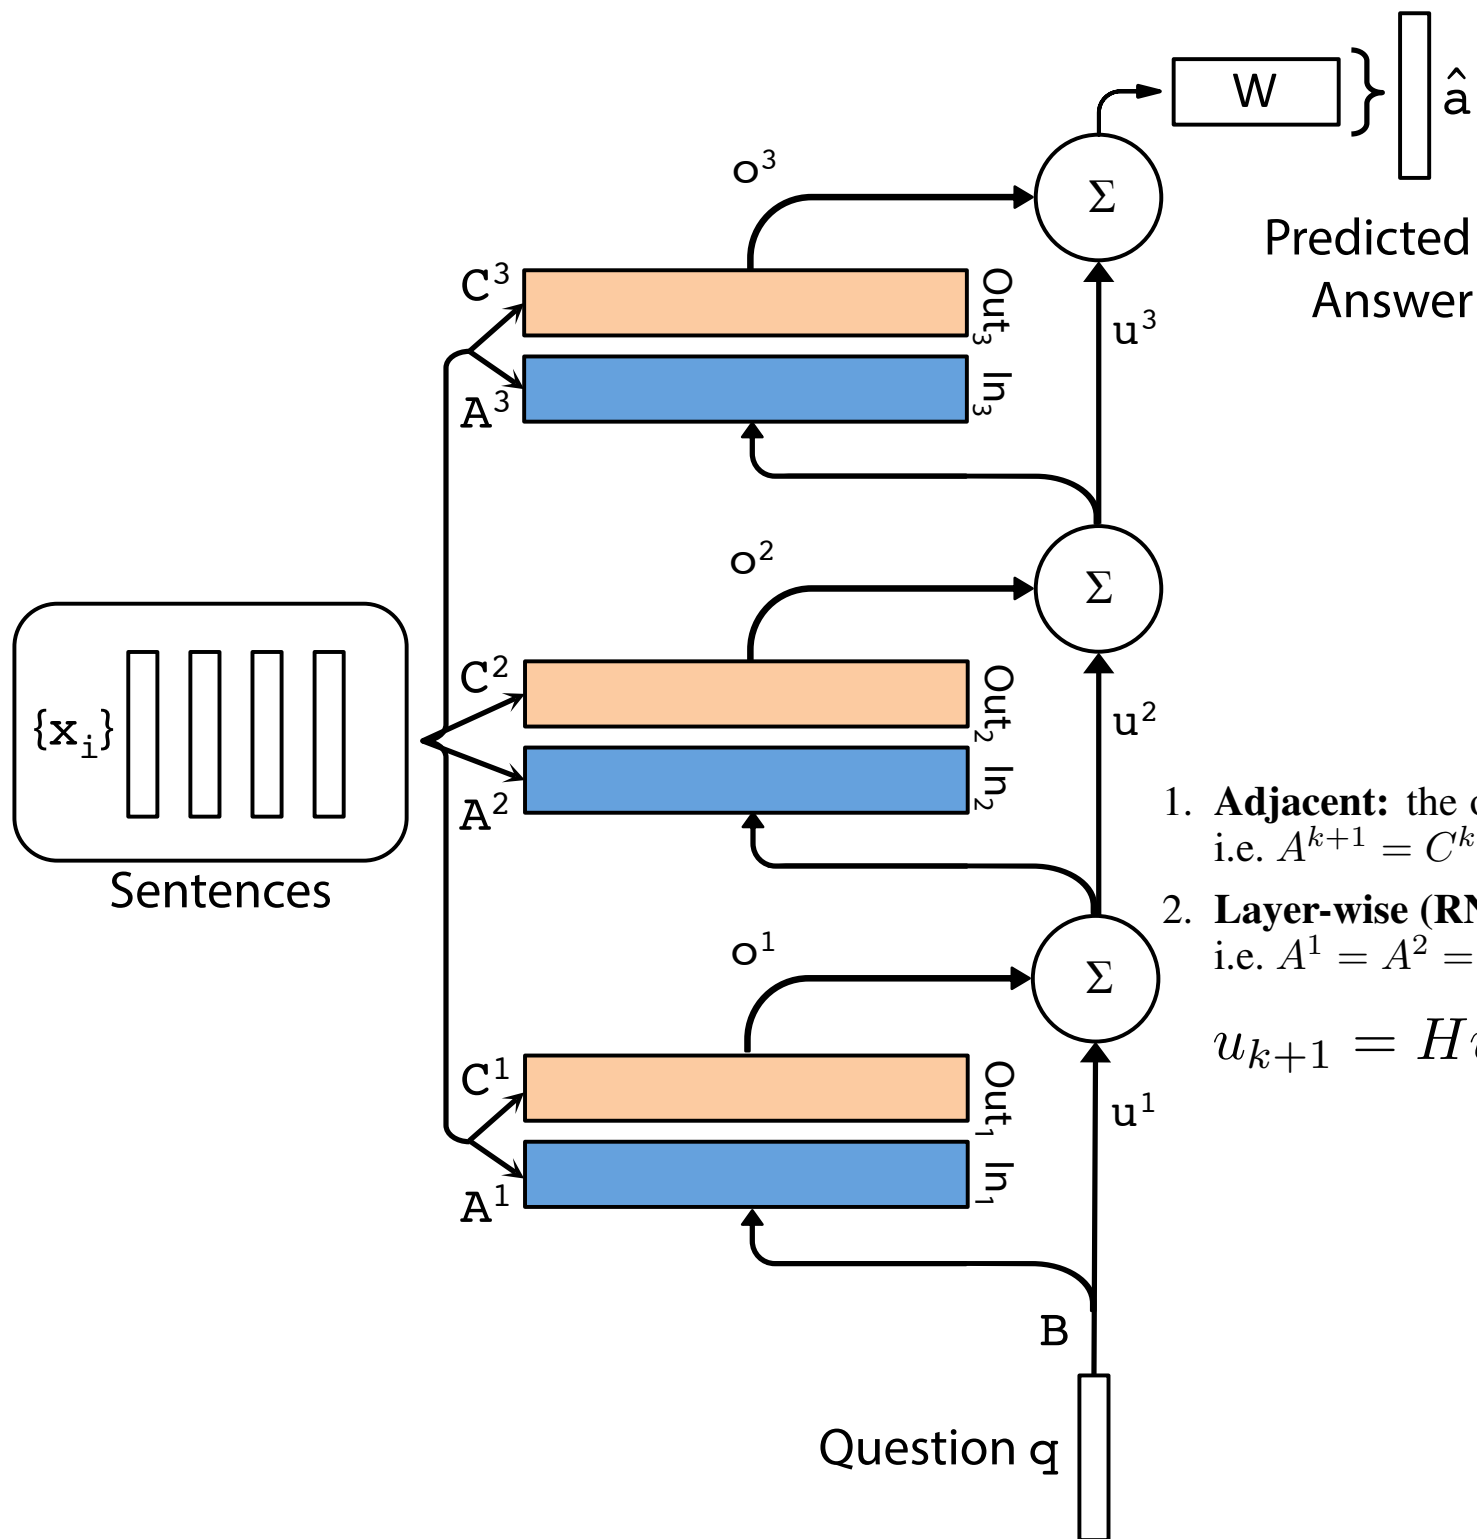 W
â
o³
Σ
Predicted
Answer
C³
Out₃
u³
A³
In₃
o²
Σ
C²
Out₂
u²
{xᵢ}
A²
In₂
Sentences
1. Adjacent: the
i.e. Aᵏ⁺¹ = Cᵏ
2. Layer-wise
i.e. A¹ = A² =
o¹
Σ
uₖ₊₁ = H
C¹
Out₁
u¹
A¹
In₁
B
Question q